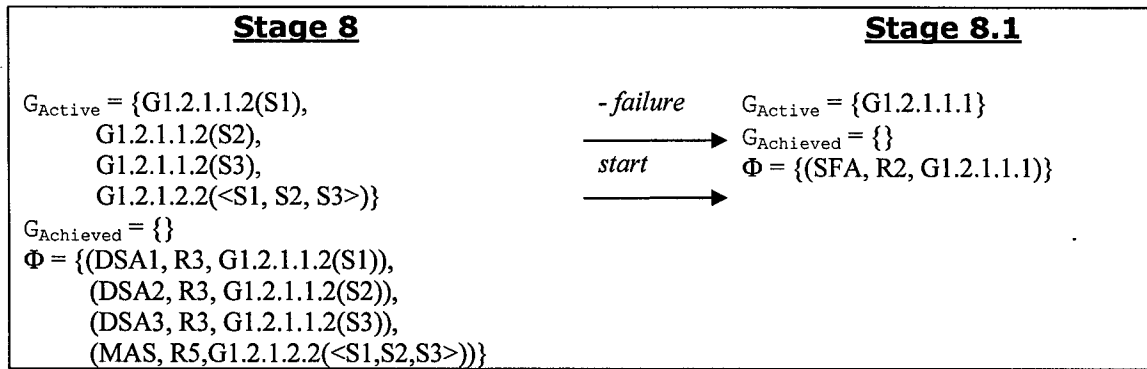 Stage 8
G_Active = {G1.2.1.1.2(S1),
G1.2.1.1.2(S2),
G1.2.1.1.2(S3),
G1.2.1.2.2(<S1, S2, S3>)}
G_Achieved = {}
Φ = {(DSA1, R3, G1.2.1.1.2(S1)),
(DSA2, R3, G1.2.1.1.2(S2)),
(DSA3, R3, G1.2.1.1.2(S3)),
(MAS, R5,G1.2.1.2.2(<S1,S2,S3>))}
- failure
start
Stage 8.1
G_Active = {G1.2.1.1.1}
G_Achieved = {}
Φ = {(SFA, R2, G1.2.1.1.1)}